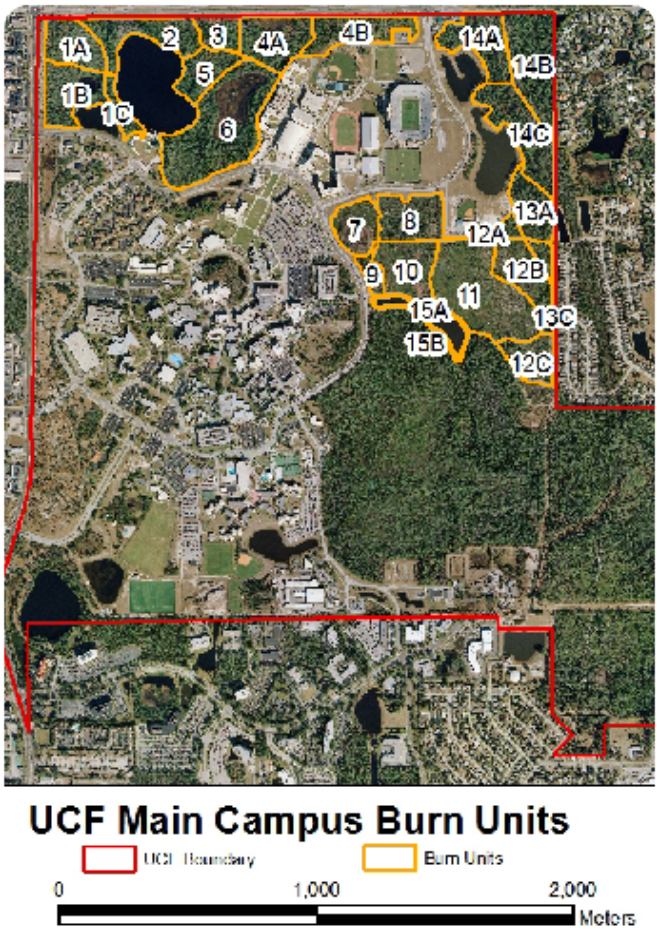 2 3 4A 4B 14A
1A
5 14B
1B
1C 6 14C
13A
7 8 12A
9 10 12B
11
15A 13C
15B
12C
UCF Main Campus Burn Units
UCF Boundary Burn Units
0 1,000 2,000
Meters